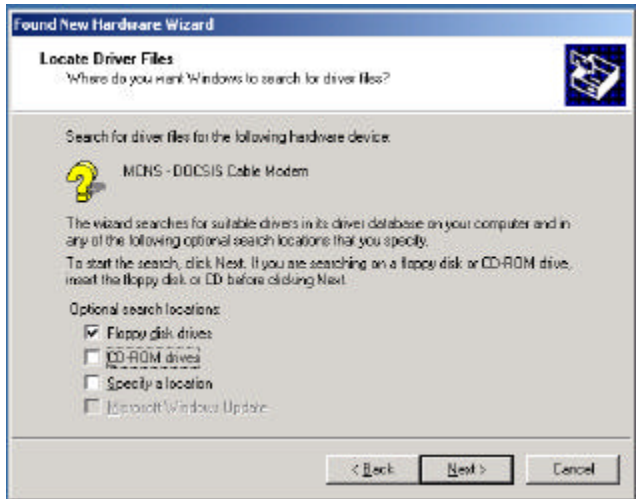 Found New Hardware Wizard
Locate Driver Files
Where do you want Windows to search for driver files?
Search for driver files for the following hardware device:
MCNS - DOCSIS Cable Modem
The wizard searches for suitable drivers in its driver database on your computer and in
any of the following optional search locations that you specify.
To start the search, click Next. If you are searching on a floppy disk or CD-ROM drive,
insert the floppy disk or CD before clicking Next.
Optional search locations:
Floppy disk drives
CD-ROM drives
Specify a location
Microsoft Windows Update
< Back Next > Cancel